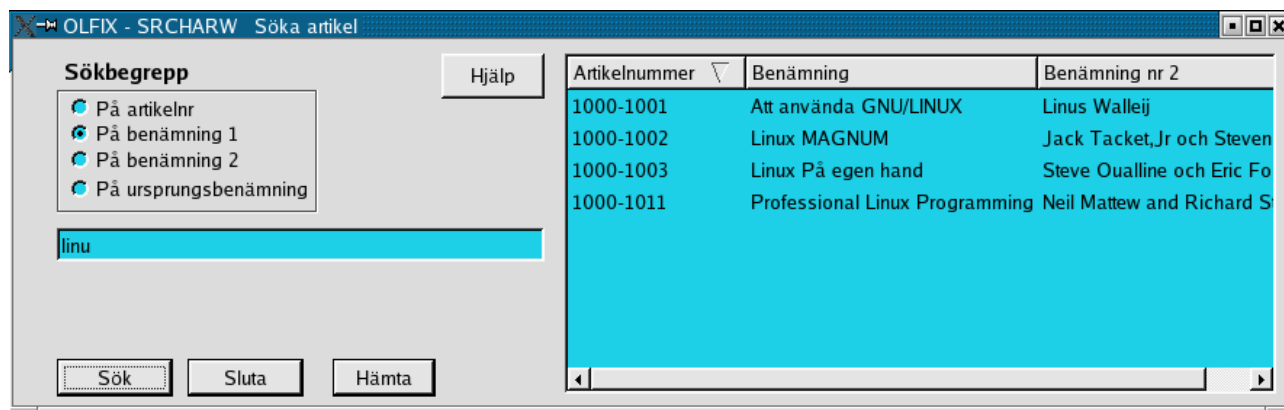 OLFIX - SRCHARW Söka artikel
Sökbegrepp
Hjälp
På artikelnr
På benämning 1
På benämning 2
På ursprungsbenämning
linu
Sök Sluta Hämta
Artikelnummer Benämning Benämning nr 2
1000-1001 Att använda GNU/LINUX Linus Walleij
1000-1002 Linux MAGNUM Jack Tacket,Jr och Steven
1000-1003 Linux På egen hand Steve Oualline och Eric Fo
1000-1011 Professional Linux Programming Neil Mattew and Richard